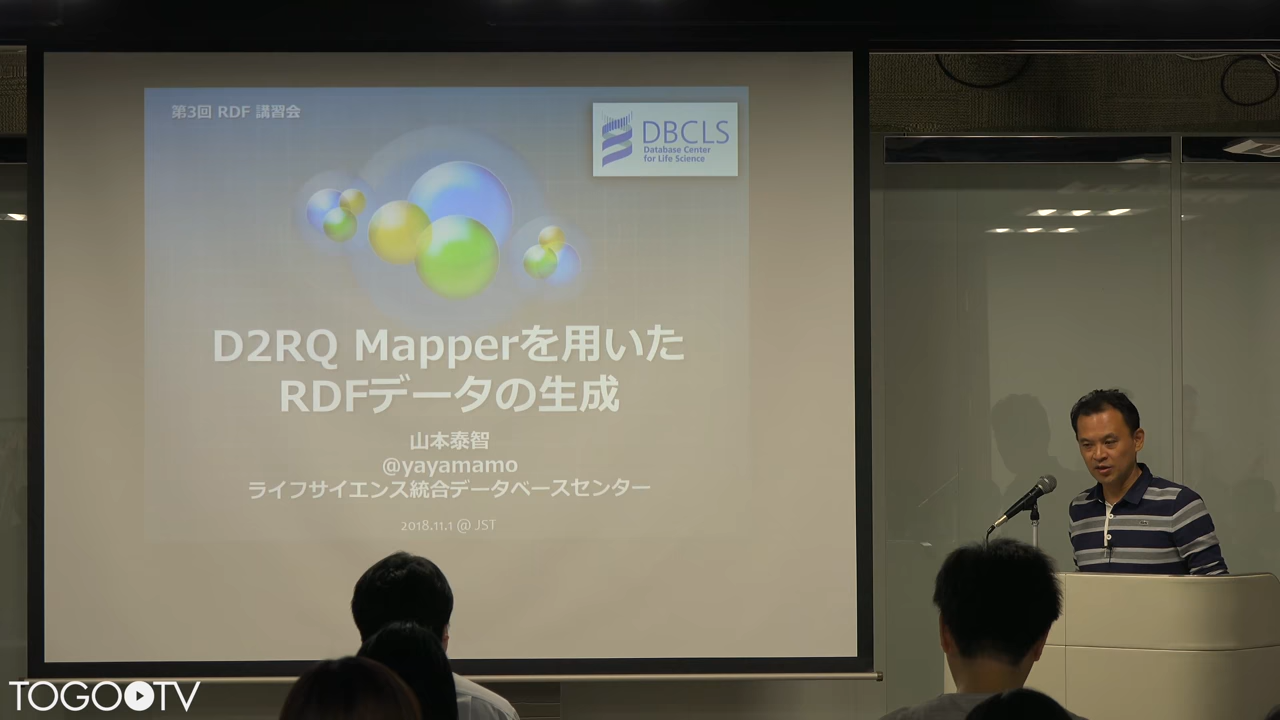 第3回 RDF 講習会
DBCLS
Database Center
for Life Science
D2RQ Mapperを用いた
RDFデータの生成
山本泰智
@yayamamo
ライフサイエンス統合データベースセンター
2018.11.1 @ JST
TOGO TV